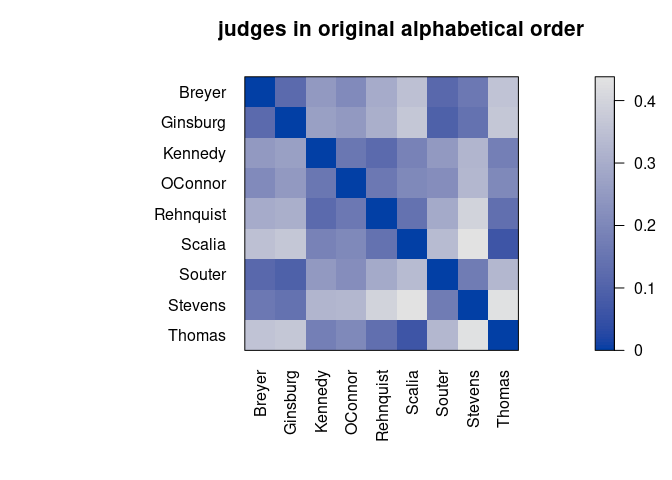 judges in original alphabetical order
Breyer
Ginsburg
Kennedy
OConnor
Rehnquist
Scalia
Souter
Stevens
Thomas
Breyer
Ginsburg
Kennedy
OConnor
Rehnquist
Scalia
Souter
Stevens
Thomas
0.4
0.3
0.2
0.1
0